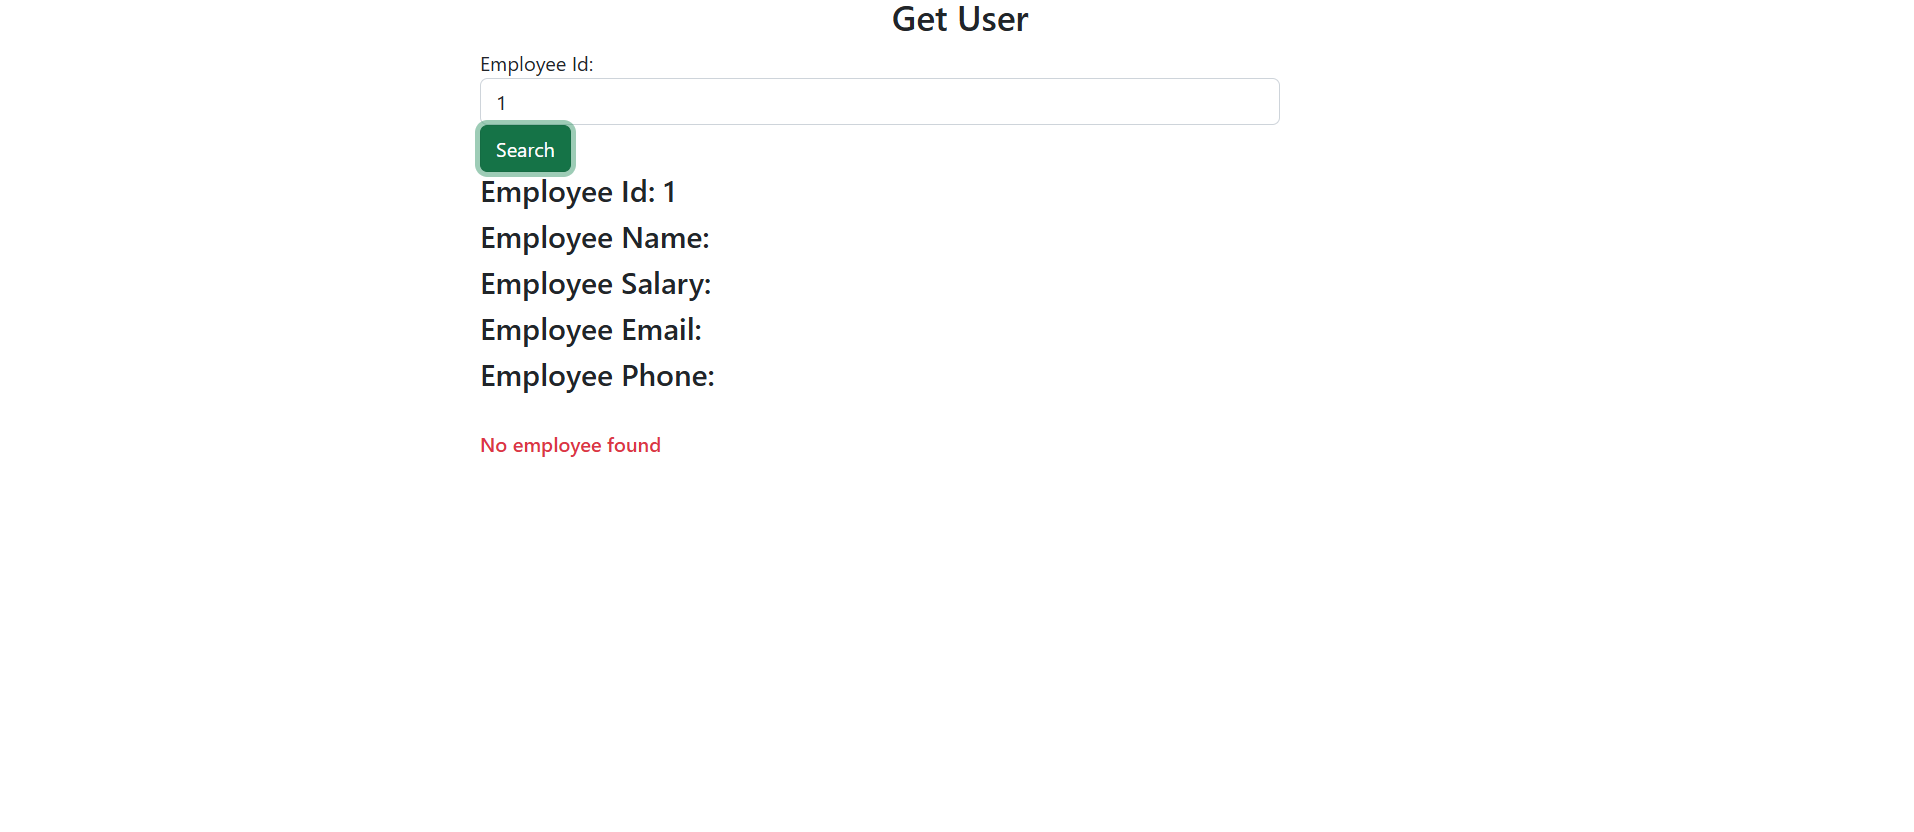 Get User
Employee Id:
1
Search
Employee Id: 1
Employee Name:
Employee Salary:
Employee Email:
Employee Phone:
No employee found